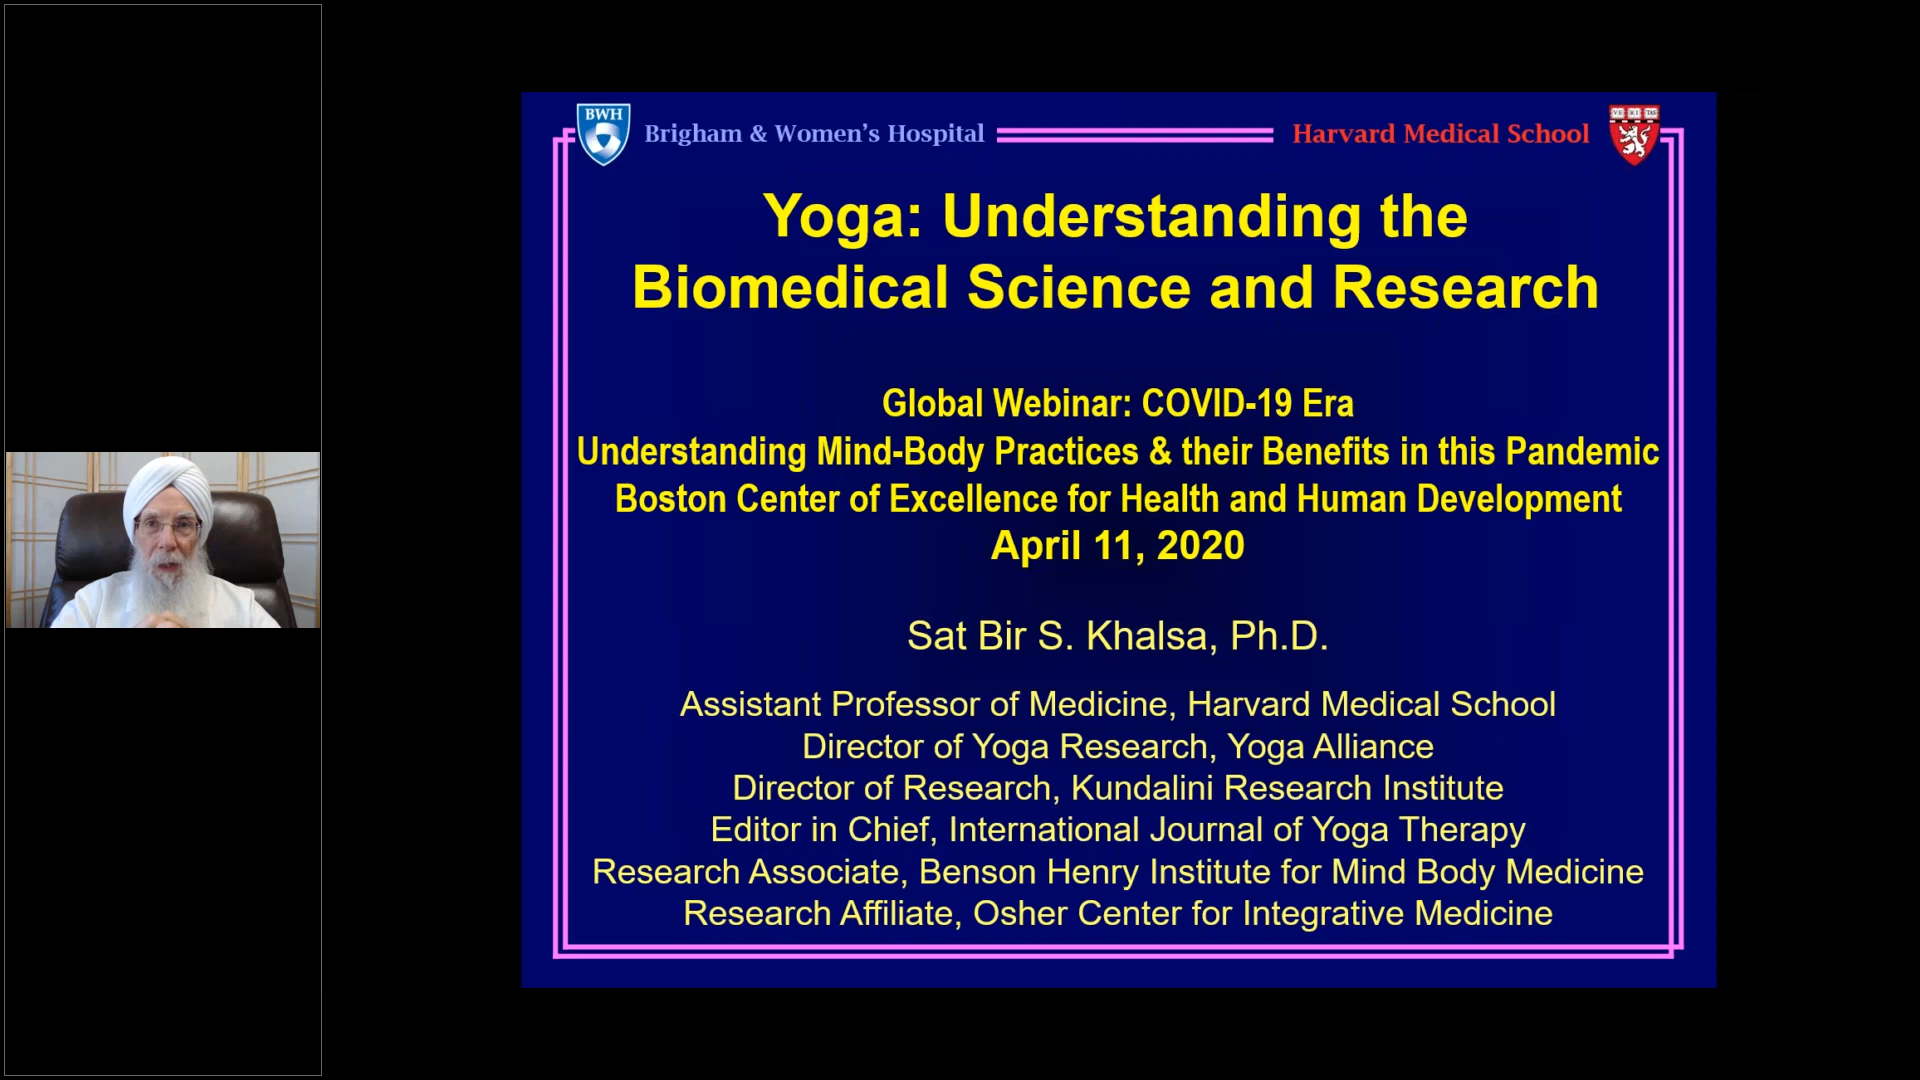 BWH
Brigham & Women's Hospital
Harvard Medical School
VE RI TAS
Yoga: Understanding the
Biomedical Science and Research
Global Webinar: COVID-19 Era
Understanding Mind-Body Practices & their Benefits in this Pandemic
Boston Center of Excellence for Health and Human Development
April 11, 2020
Sat Bir S. Khalsa, Ph.D.
Assistant Professor of Medicine, Harvard Medical School
Director of Yoga Research, Yoga Alliance
Director of Research, Kundalini Research Institute
Editor in Chief, International Journal of Yoga Therapy
Research Associate, Benson Henry Institute for Mind Body Medicine
Research Affiliate, Osher Center for Integrative Medicine